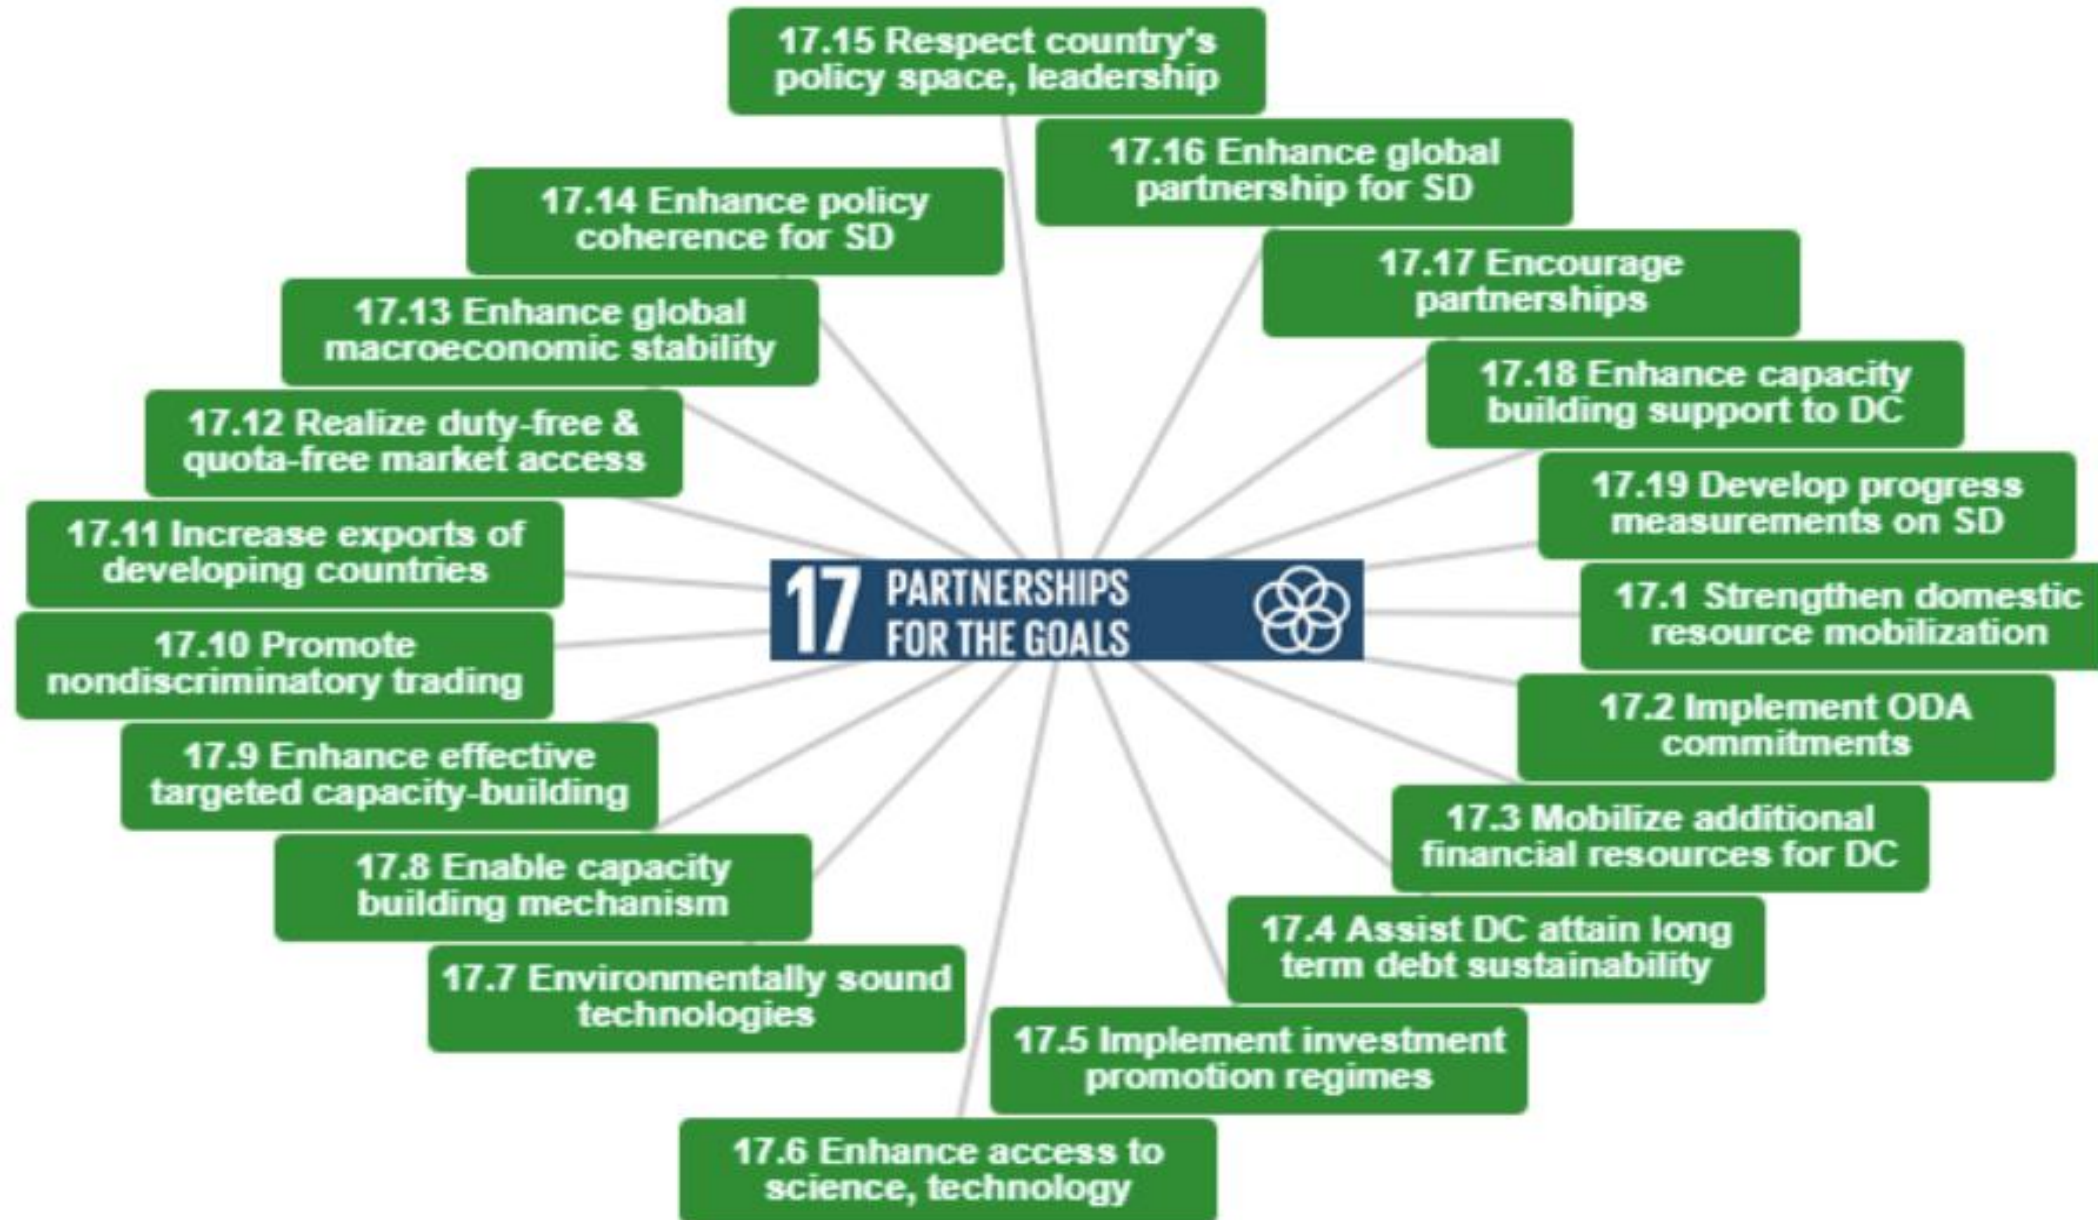 17.15 Respect country's
policy space, leadership
17.16 Enhance global
partnership for SD
17.14 Enhance policy
coherence for SD
17.17 Encourage
partnerships
17.13 Enhance global
macroeconomic stability
17.18 Enhance capacity
building support to DC
17.12 Realize duty-free &
quota-free market access
17.19 Develop progress
measurements on SD
17.11 Increase exports of
developing countries
17 PARTNERSHIPS
FOR THE GOALS
17.1 Strengthen domestic
resource mobilization
17.10 Promote
nondiscriminatory trading
17.2 Implement ODA
commitments
17.9 Enhance effective
targeted capacity-building
17.3 Mobilize additional
financial resources for DC
17.8 Enable capacity
building mechanism
17.4 Assist DC attain long
term debt sustainability
17.7 Environmentally sound
technologies
17.5 Implement investment
promotion regimes
17.6 Enhance access to
science, technology